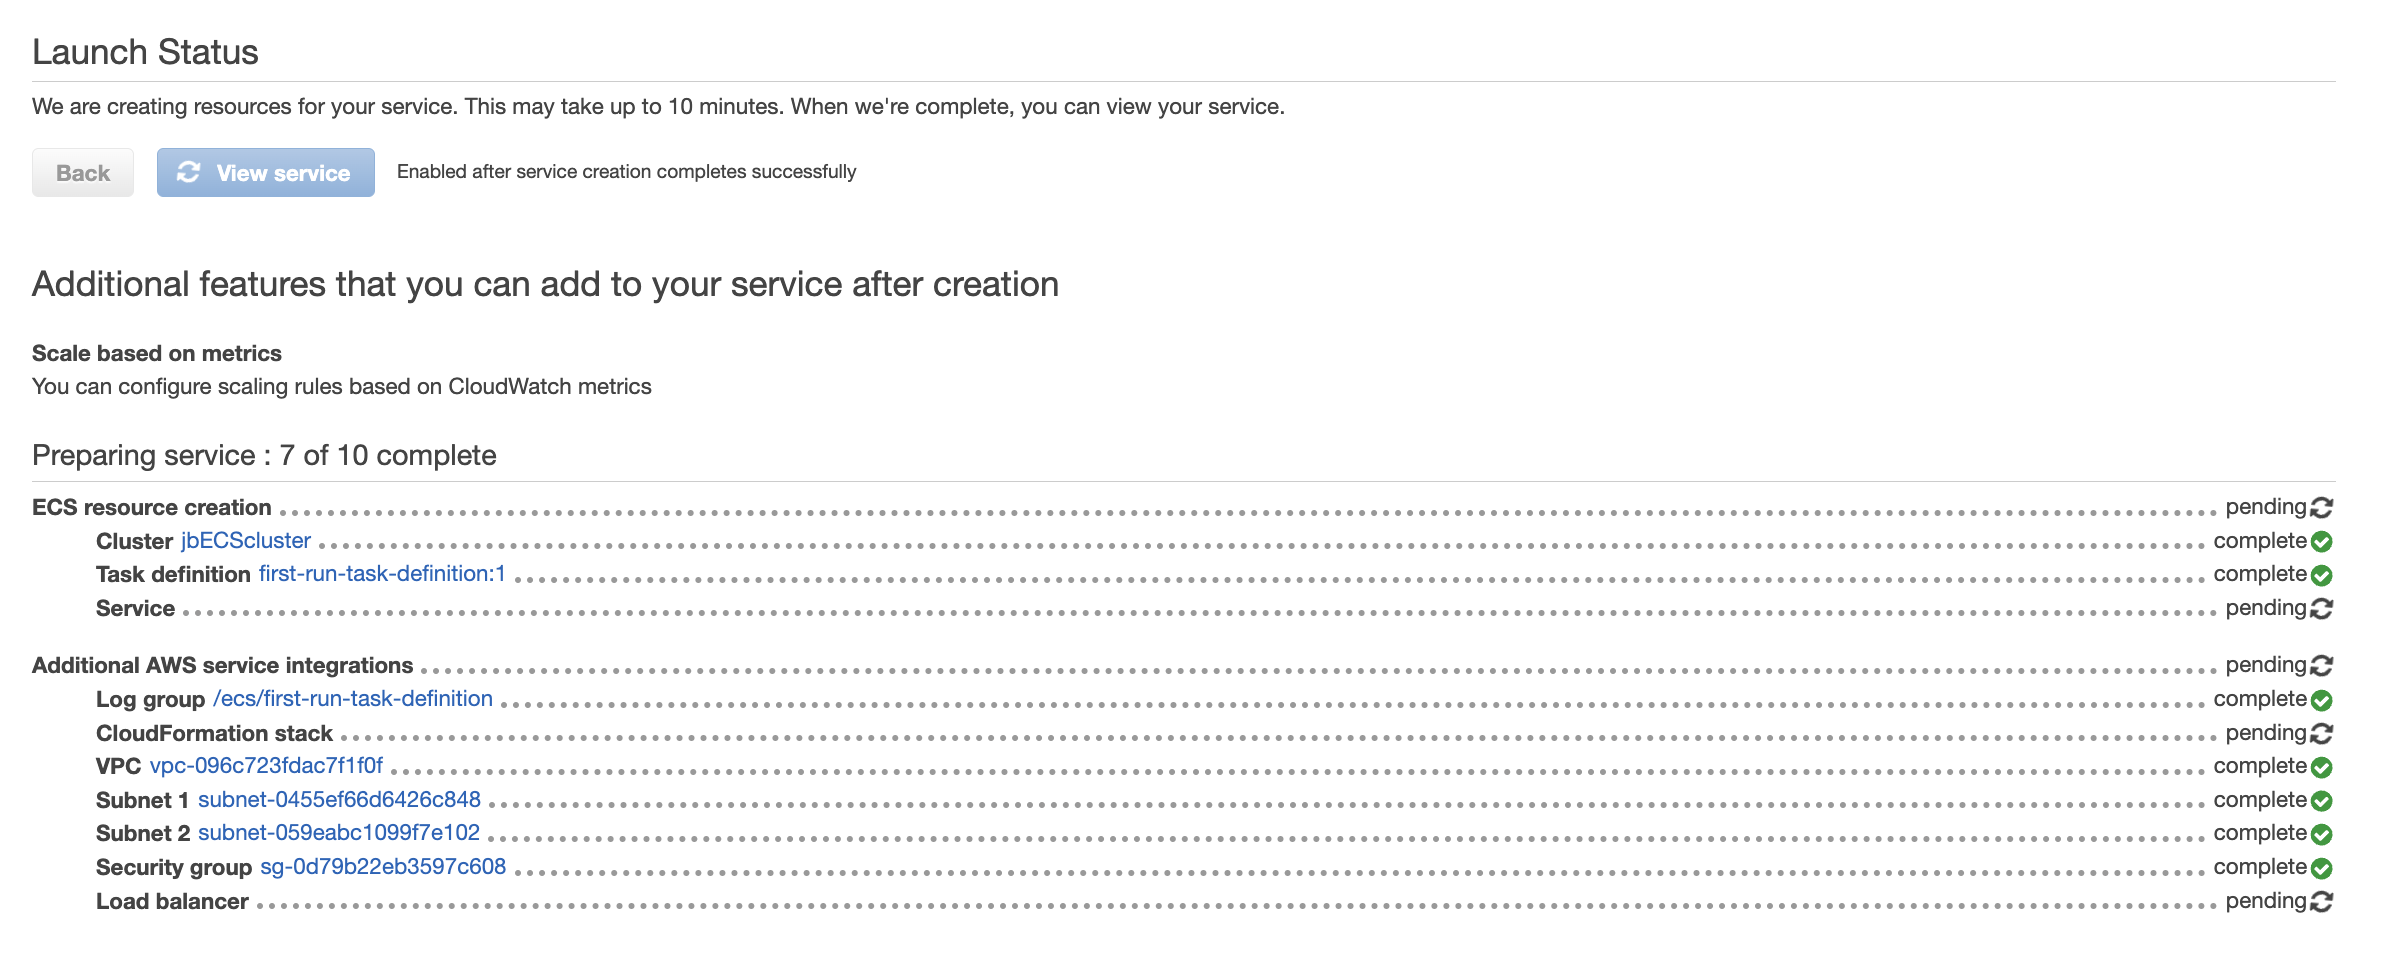 Launch Status
We are creating resources for your service. This may take up to 10 minutes. When we're complete, you can view your service.
Back View service Enabled after service creation completes successfully
Additional features that you can add to your service after creation
Scale based on metrics
You can configure scaling rules based on CloudWatch metrics
Preparing service : 7 of 10 complete
ECS resource creation pending
Cluster jbECScluster complete
Task definition first-run-task-definition:1 complete
Service pending
Additional AWS service integrations pending
Log group /ecs/first-run-task-definition complete
CloudFormation stack pending
VPC vpc-096c723fdac7f1f0f complete
Subnet 1 subnet-0455ef66d6426c848 complete
Subnet 2 subnet-059eabc1099f7e102 complete
Security group sg-0d79b22eb3597c608 complete
Load balancer pending